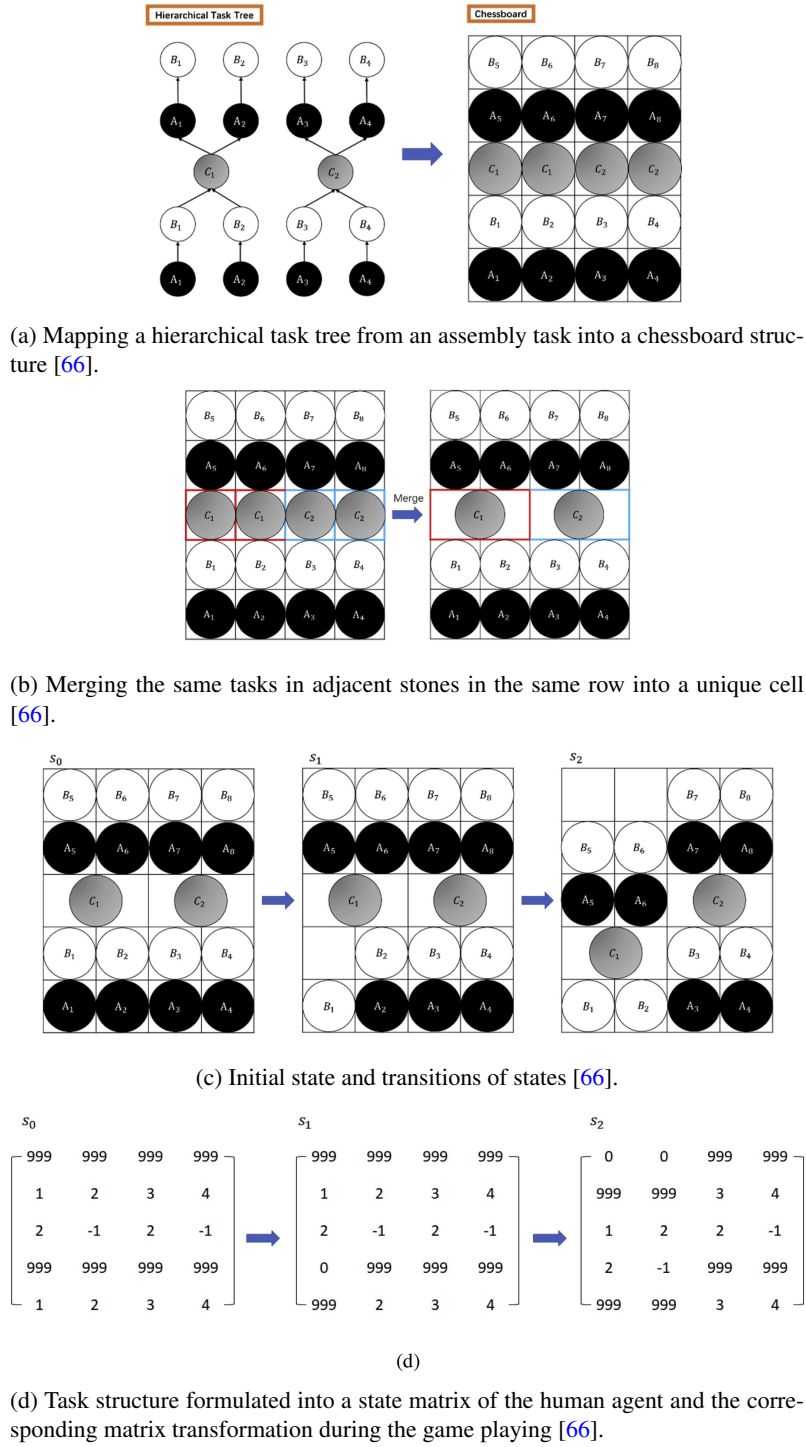 Hierarchical Task Tree
Chessboard
B₁ B₂ B₃ B₄
A₁ A₂ A₃ A₄
C₁ C₂
B₁ B₂ B₃ B₄
A₁ A₂ A₃ A₄
B₅ B₆ B₇ B₈
A₅ A₆ A₇ A₈
C₁ C₁ C₂ C₂
B₁ B₂ B₃ B₄
A₁ A₂ A₃ A₄
(a) Mapping a hierarchical task tree from an assembly task into a chessboard struc-
ture [66].
B₅ B₆ B₇ B₈
A₅ A₆ A₇ A₈
C₁ C₁ C₂ C₂
B₁ B₂ B₃ B₄
A₁ A₂ A₃ A₄
Merge
B₅ B₆ B₇ B₈
A₅ A₆ A₇ A₈
C₁ C₂
B₁ B₂ B₃ B₄
A₁ A₂ A₃ A₄
(b) Merging the same tasks in adjacent stones in the same row into a unique cell
[66].
s₀
B₅ B₆ B₇ B₈
A₅ A₆ A₇ A₈
C₁ C₂
B₁ B₂ B₃ B₄
A₁ A₂ A₃ A₄
s₁
B₅ B₆ B₇ B₈
A₅ A₆ A₇ A₈
C₁ C₂
B₂ B₃ B₄
B₁ A₂ A₃ A₄
s₂
B₇ B₈
B₅ B₆ A₇ A₈
A₅ A₆ C₂
C₁ B₃ B₄
B₁ B₂ A₃ A₄
(c) Initial state and transitions of states [66].
s₀
999 999 999 999
1 2 3 4
2 -1 2 -1
999 999 999 999
1 2 3 4
s₁
999 999 999 999
1 2 3 4
2 -1 2 -1
0 999 999 999
999 2 3 4
s₂
0 0 999 999
999 999 3 4
1 2 2 -1
2 -1 999 999
999 999 3 4
(d)
(d) Task structure formulated into a state matrix of the human agent and the corre-
sponding matrix transformation during the game playing [66].